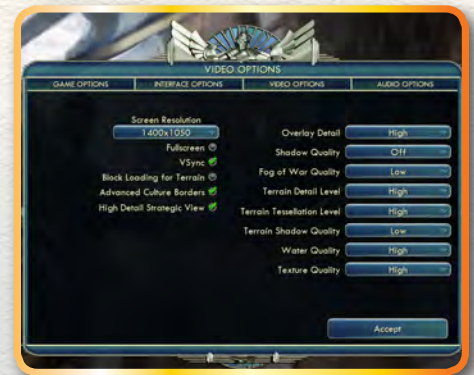 VIDEO OPTIONS
GAME OPTIONS INTERFACE OPTIONS VIDEO OPTIONS AUDIO OPTIONS
Screen Resolution
1400x1050
Fullscreen
VSync
Block Loading for Terrain
Advanced Culture Borders
High Detail Strategic View
Overlay Detail High
Shadow Quality Off
Fog of War Quality Low
Terrain Detail Level High
Terrain Tessellation Level High
Terrain Shadow Quality Low
Water Quality High
Texture Quality High
Accept